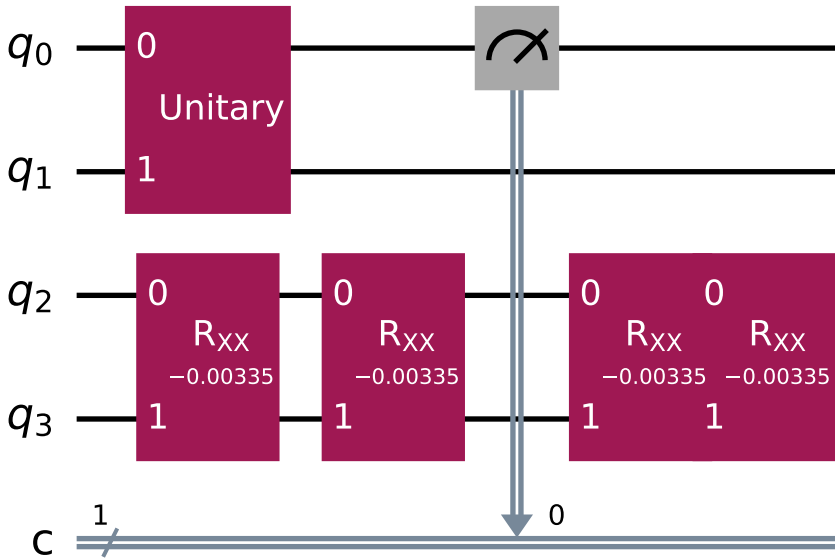 q0 0
Unitary
q1 1
q2 0 0 0 0
RXX RXX RXX RXX
−0.00335 −0.00335 −0.00335 −0.00335
q3 1 1 1 1
1 0
c